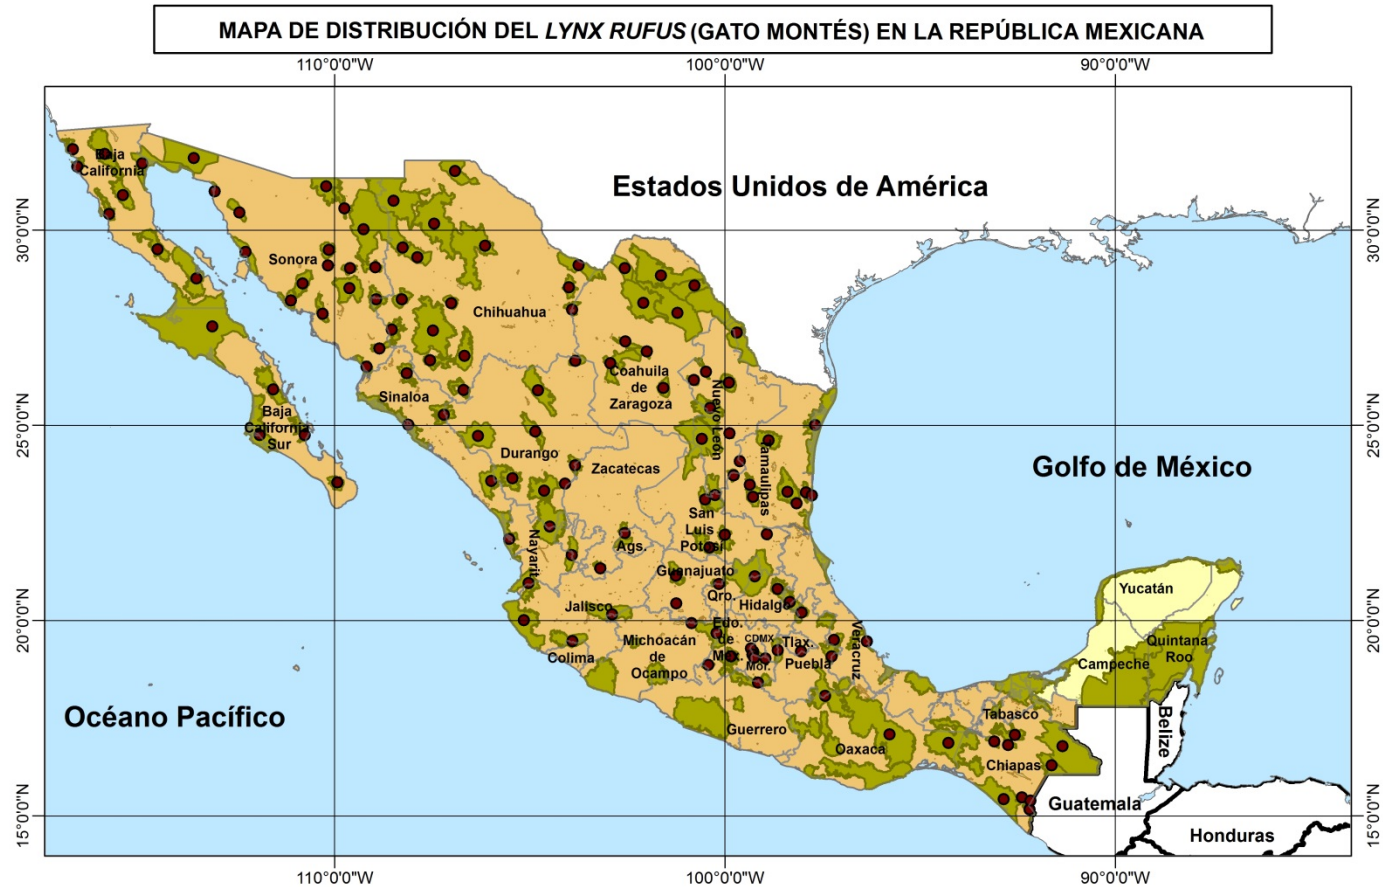 MAPA DE DISTRIBUCIÓN DEL LYNX RUFUS (GATO MONTÉS) EN LA REPÚBLICA MEXICANA
110°0'0"W
100°0'0"W
90°0'0"W
30°0'0"N
25°0'0"N
20°0'0"N
15°0'0"N
Baja
California
Estados Unidos de América
Sonora
Chihuahua
Coahuila
de
Zaragoza
Nuevo León
Sinaloa
Baja
California
Sur
Durango
Zacatecas
Tamaulipas
Golfo de México
San
Luis
Potosí
Nayarit
Ags.
Guanajuato
Qro.
Hidalgo
Jalisco
Edo.
de
Mex.
CDMX
Mor.
Tlax.
Puebla
Veracruz
Michoacán
de
Ocampo
Colima
Yucatán
Quintana
Roo
Campeche
Océano Pacífico
Guerrero
Oaxaca
Tabasco
Chiapas
Belize
Guatemala
Honduras
30°0'0"N
25°0'0"N
20°0'0"N
15°0'0"N
110°0'0"W
100°0'0"W
90°0'0"W